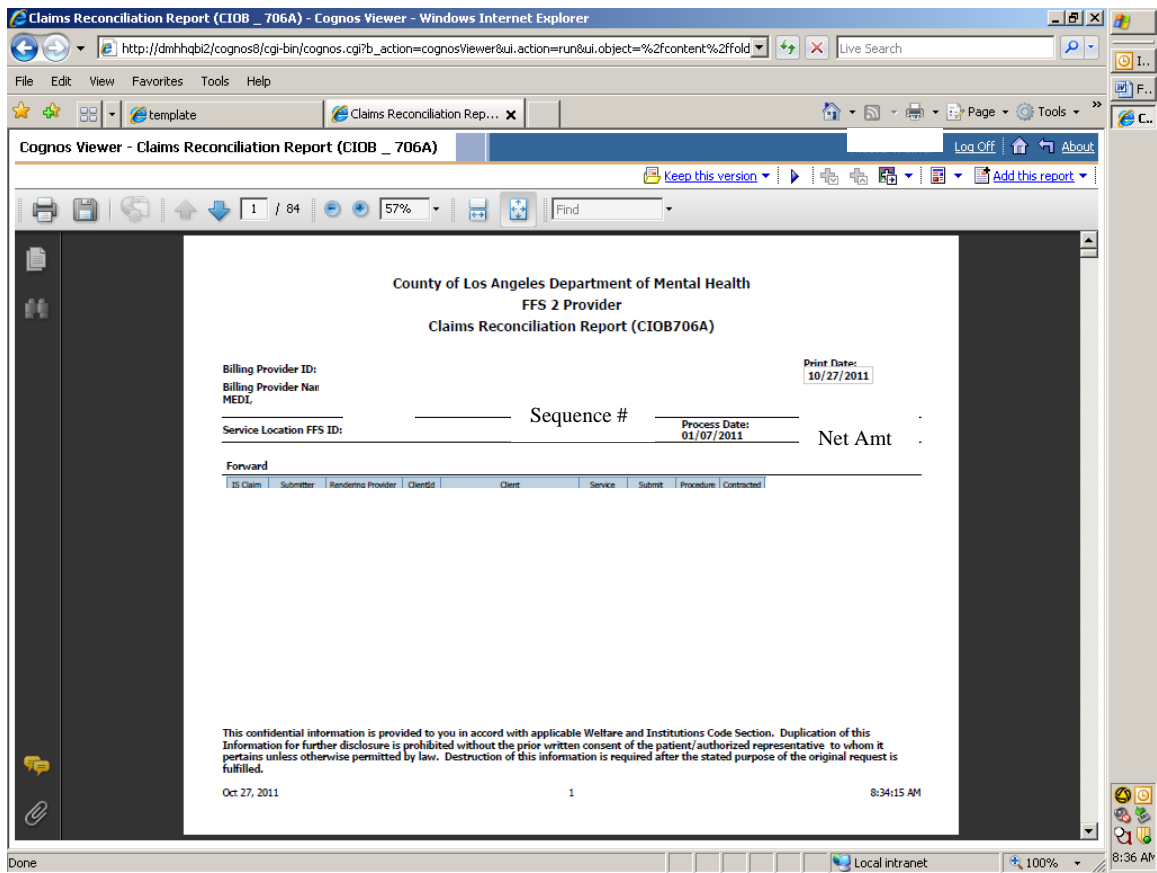 Claims Reconciliation Report (CIOB _ 706A) - Cognos Viewer - Windows Internet Explorer
http://dmhhqbi2/cognos8/cgi-bin/cognos.cgi?b_action=cognosViewer&ui.action=run&ui.object=%2fcontent%2ffold
Live Search
File Edit View Favorites Tools Help
template
Claims Reconciliation Rep...
Page Tools
Cognos Viewer - Claims Reconciliation Report (CIOB _ 706A)
Log Off About
Keep this version Add this report
1 / 84 57% Find
County of Los Angeles Department of Mental Health
FFS 2 Provider
Claims Reconciliation Report (CIOB706A)
Billing Provider ID:
Print Date:
10/27/2011
Billing Provider Nan
MEDI,
Sequence #
Service Location FFS ID:
Process Date:
01/07/2011
Net Amt
Forward
IS Claim Submitter Rendering Provider ClientId Client Service Submit Procedure Contracted
This confidential information is provided to you in accord with applicable Welfare and Institutions Code Section. Duplication of this
Information for further disclosure is prohibited without the prior written consent of the patient/authorized representative to whom it
pertains unless otherwise permitted by law. Destruction of this information is required after the stated purpose of the original request is
fulfilled.
Oct 27, 2011 1 8:34:15 AM
Done Local intranet 100%
I..
F..
C..
8:36 AM